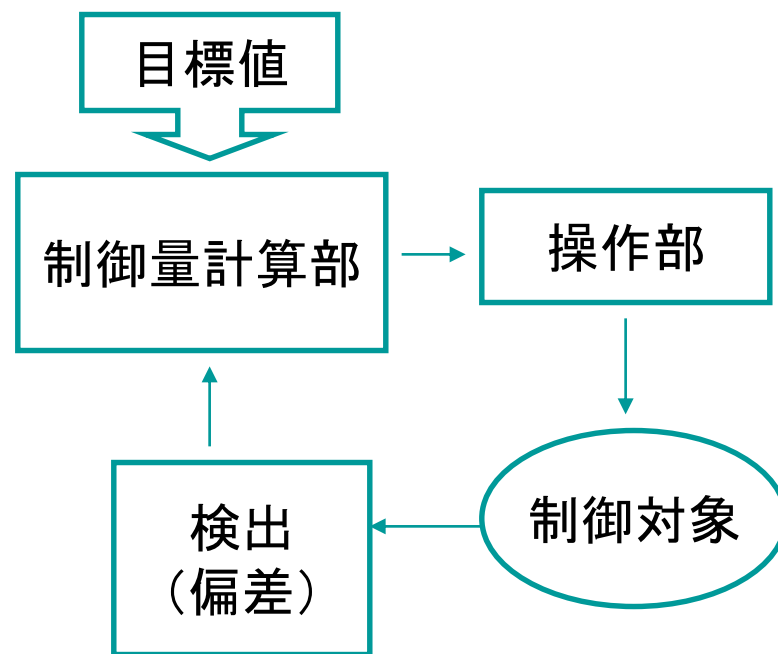 目標値
制御量計算部
操作部
検出
（偏差）
制御対象